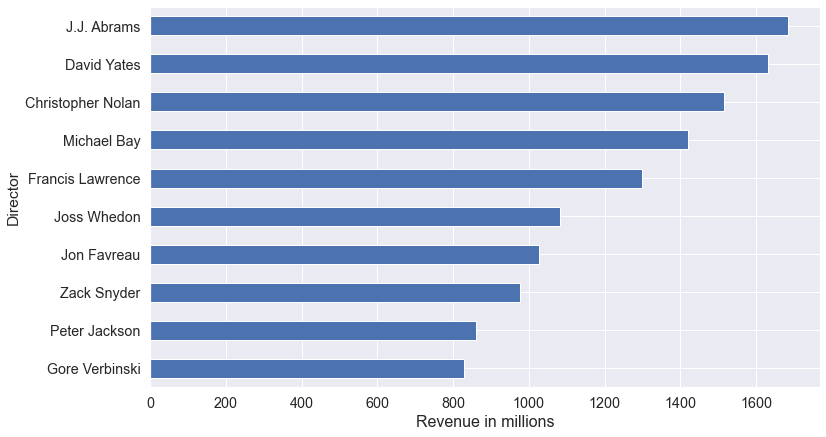 J.J. Abrams
David Yates
Christopher Nolan
Michael Bay
Francis Lawrence
Joss Whedon
Jon Favreau
Zack Snyder
Peter Jackson
Gore Verbinski
Director
0 200 400 600 800 1000 1200 1400 1600
Revenue in millions